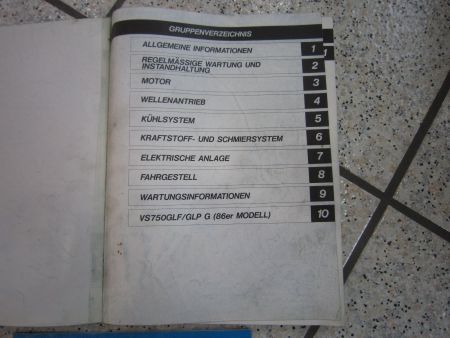 GRUPPENVERZEICHNIS
ALLGEMEINE INFORMATIONEN 1
REGELMÄSSIGE WARTUNG UND
INSTANDHALTUNG 2
MOTOR 3
WELLENANTRIEB 4
KÜHLSYSTEM 5
KRAFTSTOFF- UND SCHMIERSYSTEM 6
ELEKTRISCHE ANLAGE 7
FAHRGESTELL 8
WARTUNGSINFORMATIONEN 9
VS750GLF/GLP G (86er MODELL) 10
1